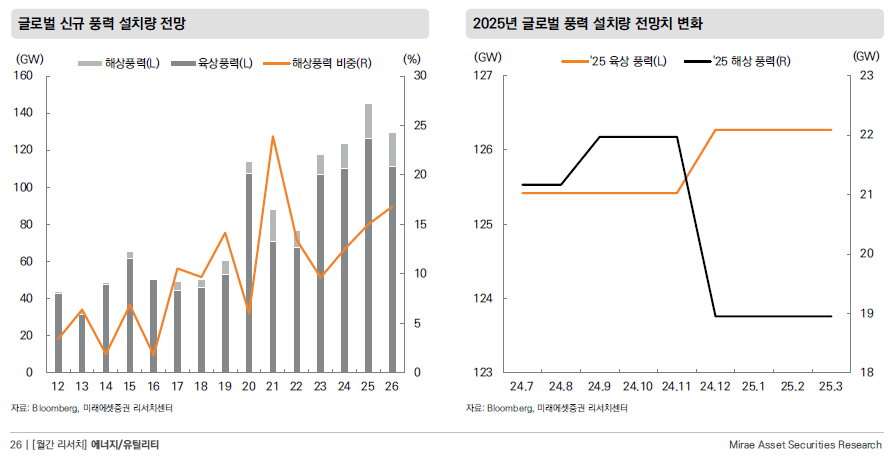 글로벌 신규 풍력 설치량 전망
(GW) (%)
해상풍력(L) 육상풍력(L) 해상풍력 비중(R)
160 30
140 25
120 20
100
80 15
60 10
40
20 5
0 0
12 13 14 15 16 17 18 19 20 21 22 23 24 25 26
자료: Bloomberg, 미래에셋증권 리서치센터
2025년 글로벌 풍력 설치량 전망치 변화
(GW) (GW)
'25 육상 풍력(L) '25 해상 풍력(R)
127 23
126 22
125 21
20
124 19
123 18
24.7 24.8 24.9 24.10 24.11 24.12 25.1 25.2 25.3
자료: Bloomberg, 미래에셋증권 리서치센터
26 | [월간 리서치] 에너지/유틸리티
Mirae Asset Securities Research